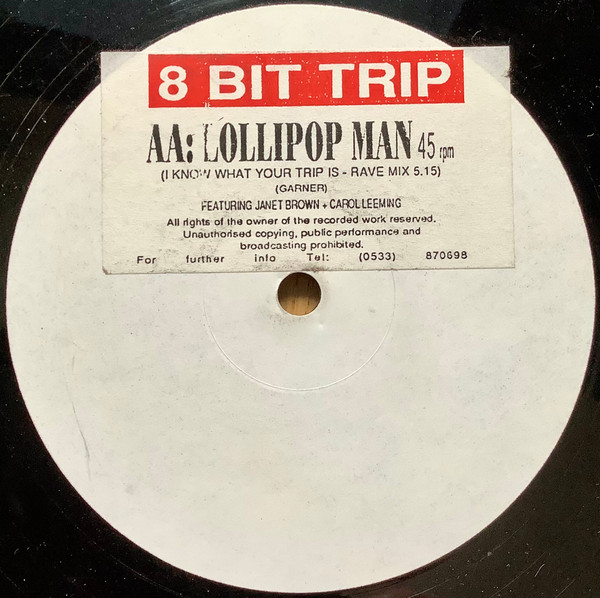 8 BIT TRIP
AA: LOLLIPOP MAN 45 rpm
(I KNOW WHAT YOUR TRIP IS - RAVE MIX 5.15)
(GARNER)
FEATURING JANET BROWN + CAROL LEEMING
All rights of the owner of the recorded work reserved.
Unauthorised copying, public performance and
broadcasting prohibited.
For further info Tel: (0533) 870698